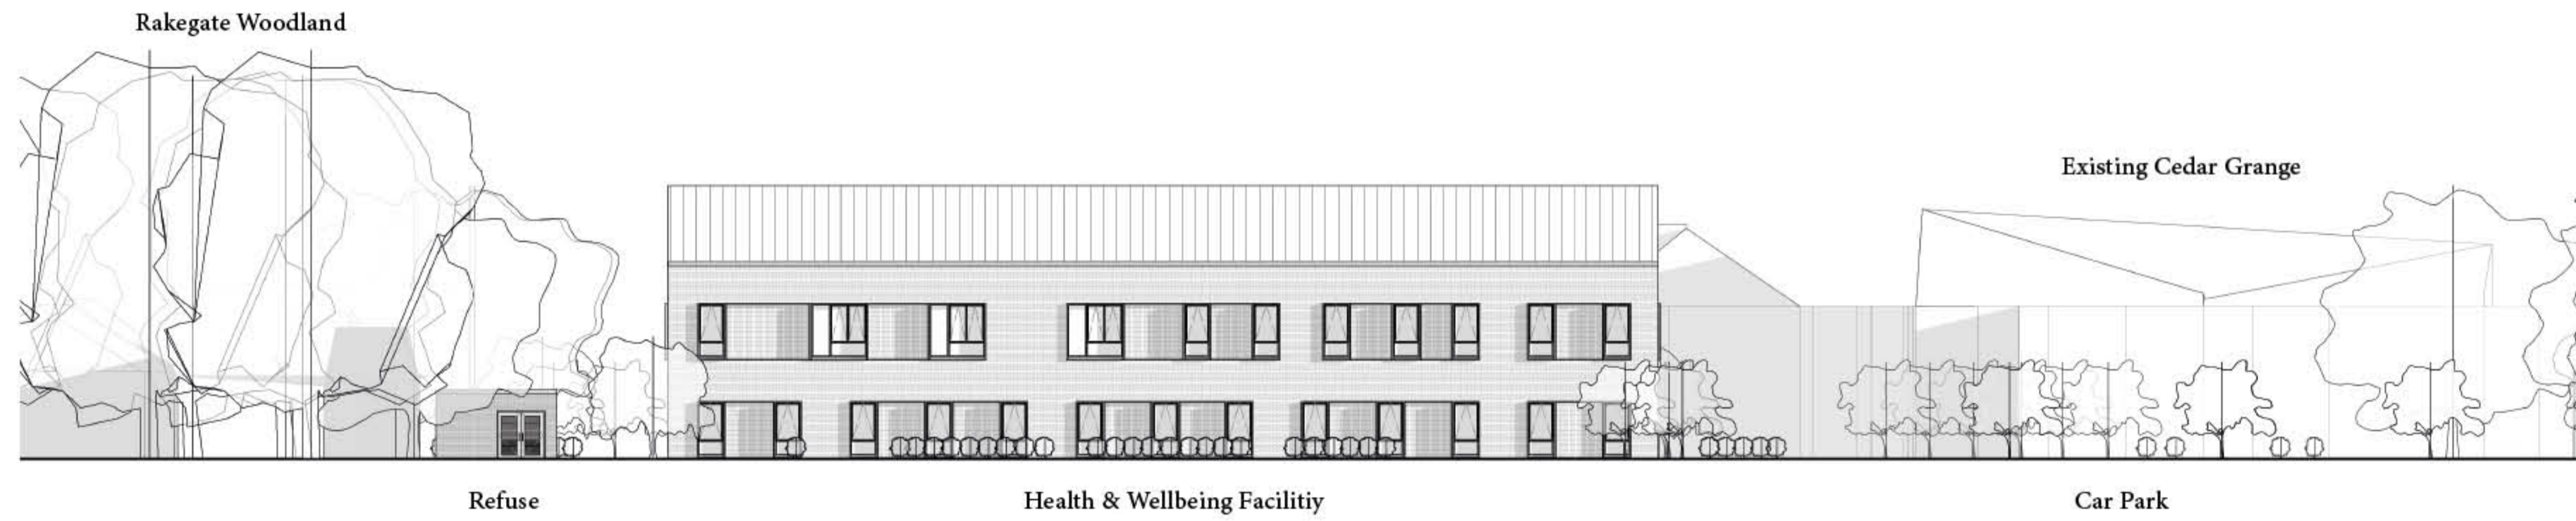 Rakegate Woodland
Existing Cedar Grange
Refuse
Health & Wellbeing Facilitiy
Car Park